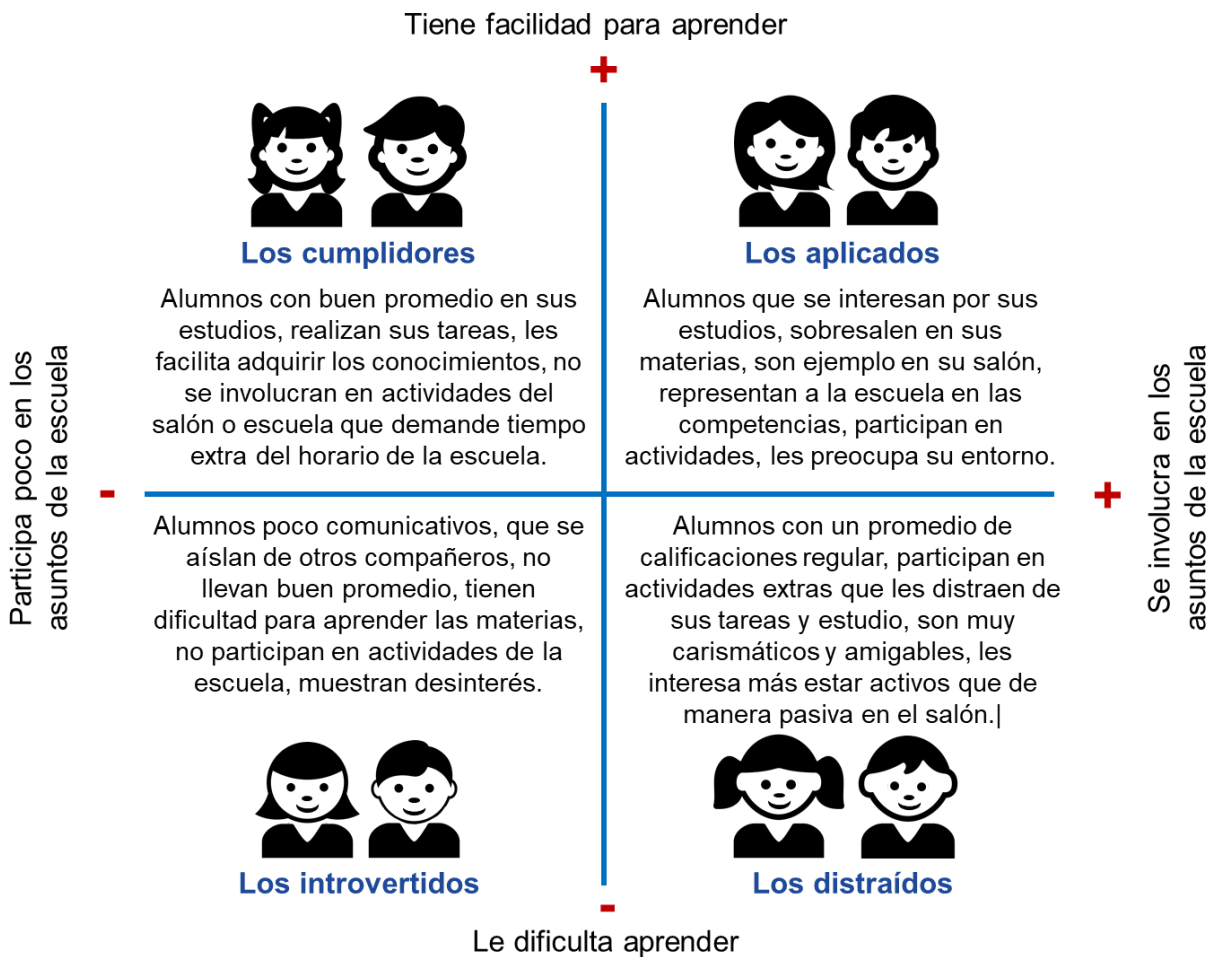 Tiene facilidad para aprender
+
Los cumplidores
Alumnos con buen promedio en sus
estudios, realizan sus tareas, les
facilita adquirir los conocimientos, no
se involucran en actividades del
salón o escuela que demande tiempo
extra del horario de la escuela.
Los aplicados
Alumnos que se interesan por sus
estudios, sobresalen en sus
materias, son ejemplo en su salón,
representan a la escuela en las
competencias, participan en
actividades, les preocupa su entorno.
Participa poco en los
asuntos de la escuela
-
+
Se involucra en los
asuntos de la escuela
Alumnos poco comunicativos, que se
aíslan de otros compañeros, no
llevan buen promedio, tienen
dificultad para aprender las materias,
no participan en actividades de la
escuela, muestran desinterés.
Los introvertidos
Alumnos con un promedio de
calificaciones regular, participan en
actividades extras que les distraen de
sus tareas y estudio, son muy
carismáticos y amigables, les
interesa más estar activos que de
manera pasiva en el salón.|
Los distraídos
-
Le dificulta aprender